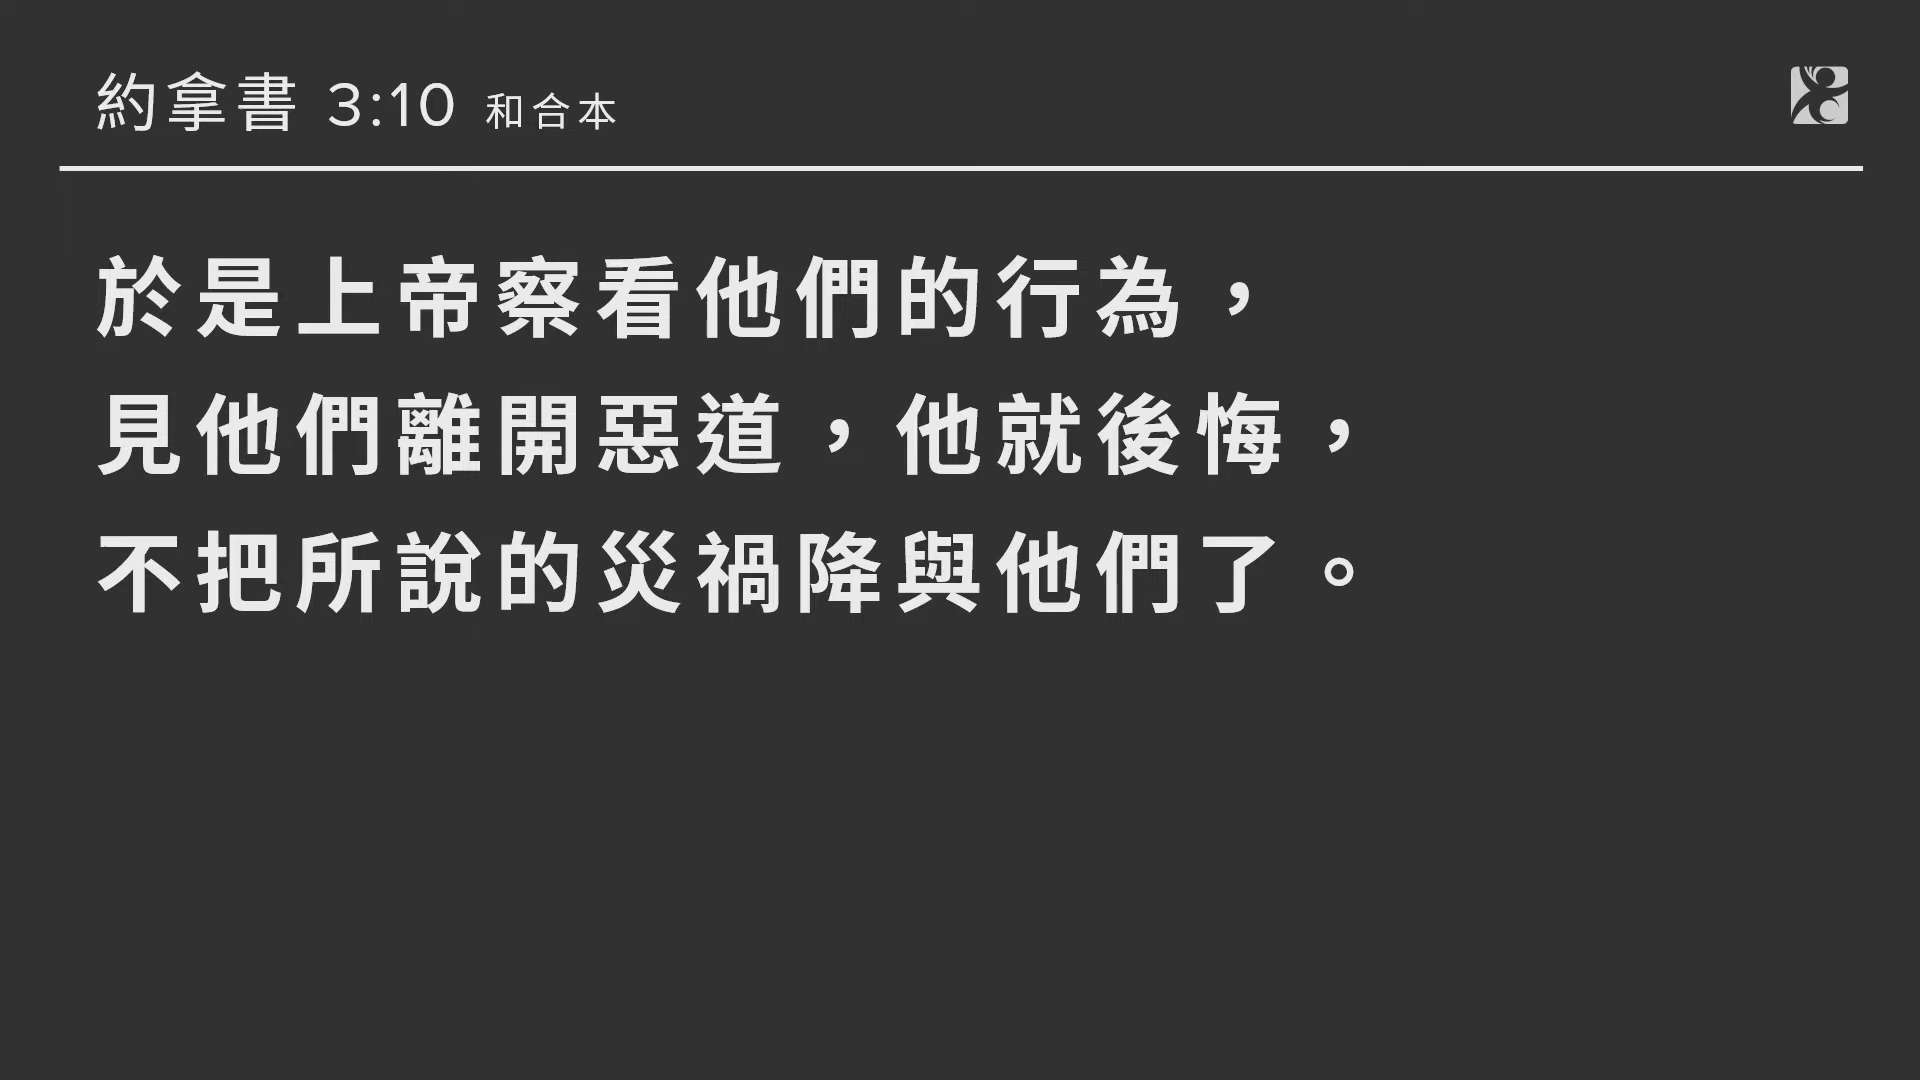 約拿書 3:10 和合本
於是上帝察看他們的行為，
見他們離開惡道，他就後悔，
不把所說的災禍降與他們了。